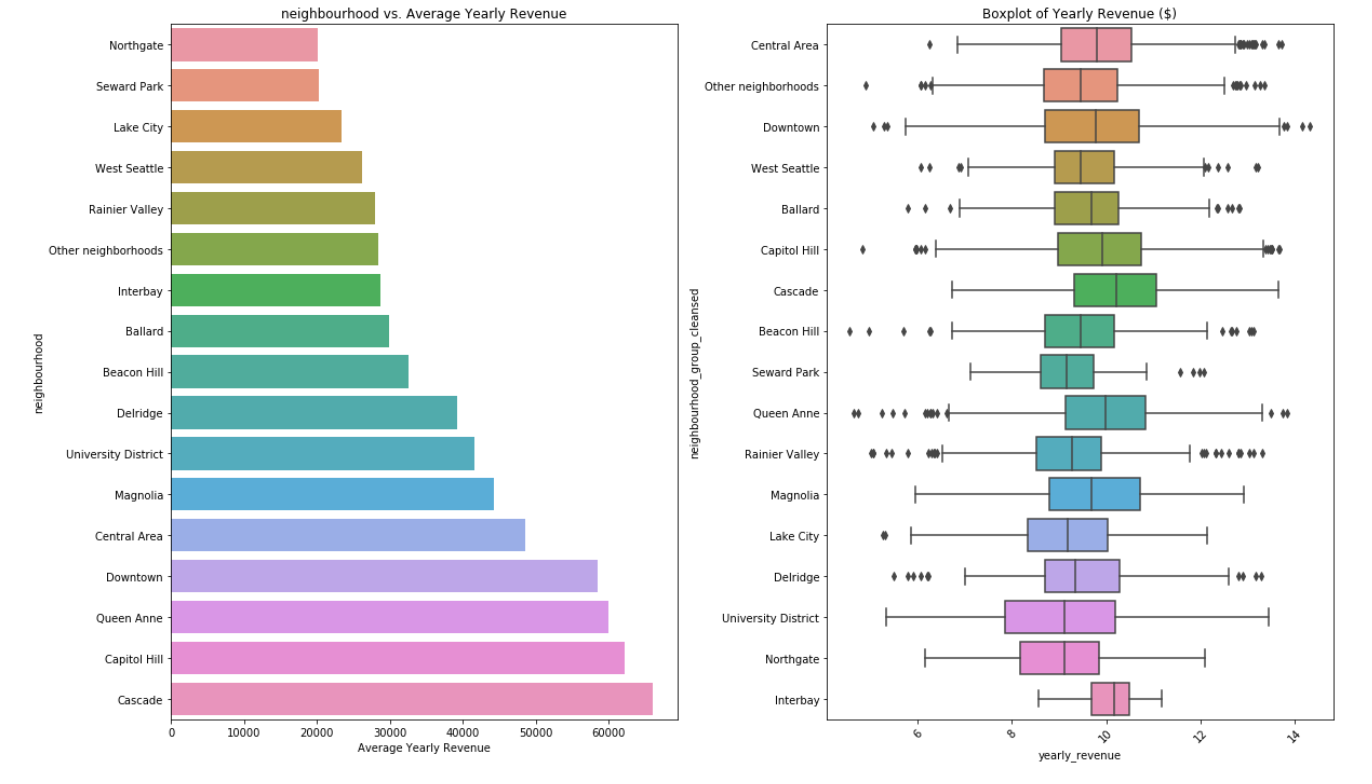 neighbourhood vs. Average Yearly Revenue
neighbourhood
Northgate
Seward Park
Lake City
West Seattle
Rainier Valley
Other neighborhoods
Interbay
Ballard
Beacon Hill
Delridge
University District
Magnolia
Central Area
Downtown
Queen Anne
Capitol Hill
Cascade
0 10000 20000 30000 40000 50000 60000
Average Yearly Revenue
Boxplot of Yearly Revenue ($)
neighbourhood_group_cleansed
Central Area
Other neighborhoods
Downtown
West Seattle
Ballard
Capitol Hill
Cascade
Beacon Hill
Seward Park
Queen Anne
Rainier Valley
Magnolia
Lake City
Delridge
University District
Northgate
Interbay
6 8 10 12 14
yearly_revenue